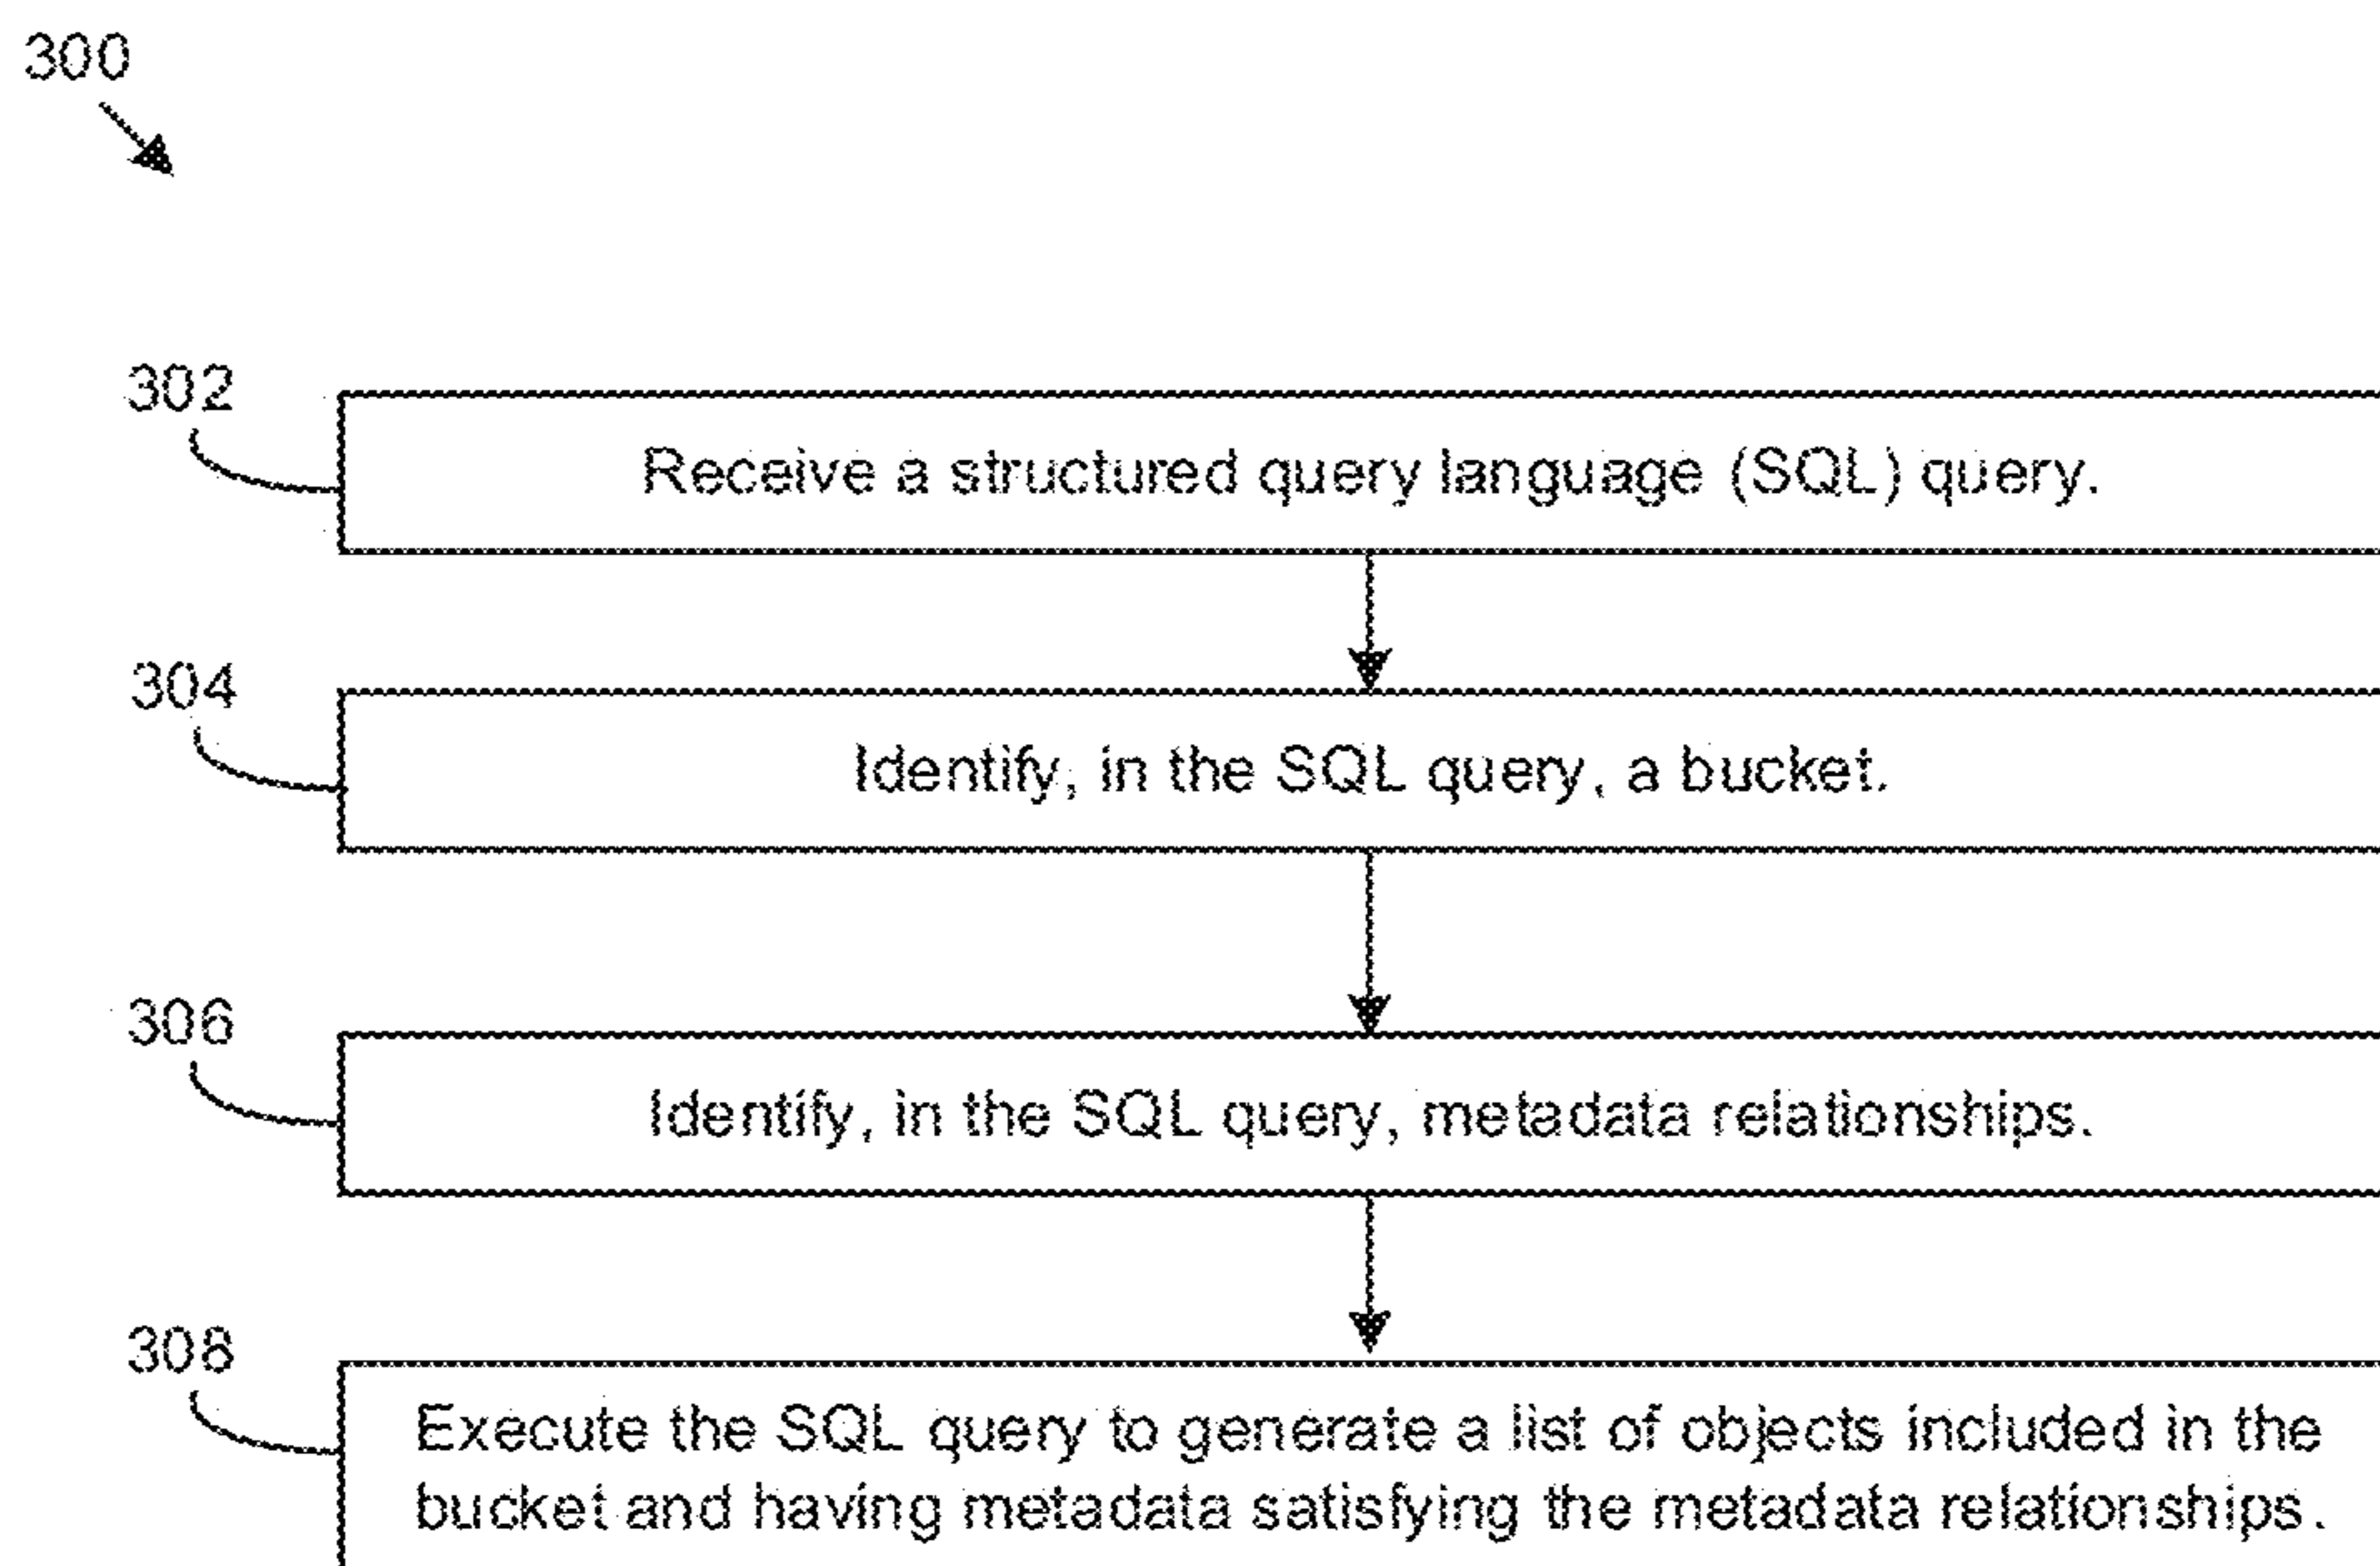 300
302
Receive a structured query language (SQL) query.
304
Identify, in the SQL query, a bucket.
306
Identify, in the SQL query, metadata relationships.
308
Execute the SQL query to generate a list of objects included in the
bucket and having metadata satisfying the metadata relationships.